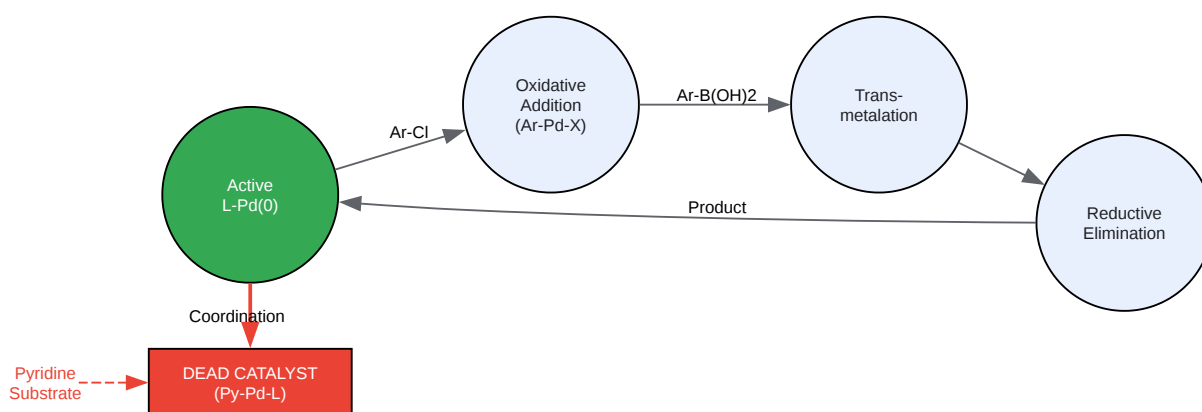 Oxidative
Addition
(Ar-Pd-X)
Ar-B(OH)2
Trans-
metalation
Ar-Cl
Active
L-Pd(0)
Product
Reductive
Elimination
Coordination
Pyridine
Substrate
DEAD CATALYST
(Py-Pd-L)